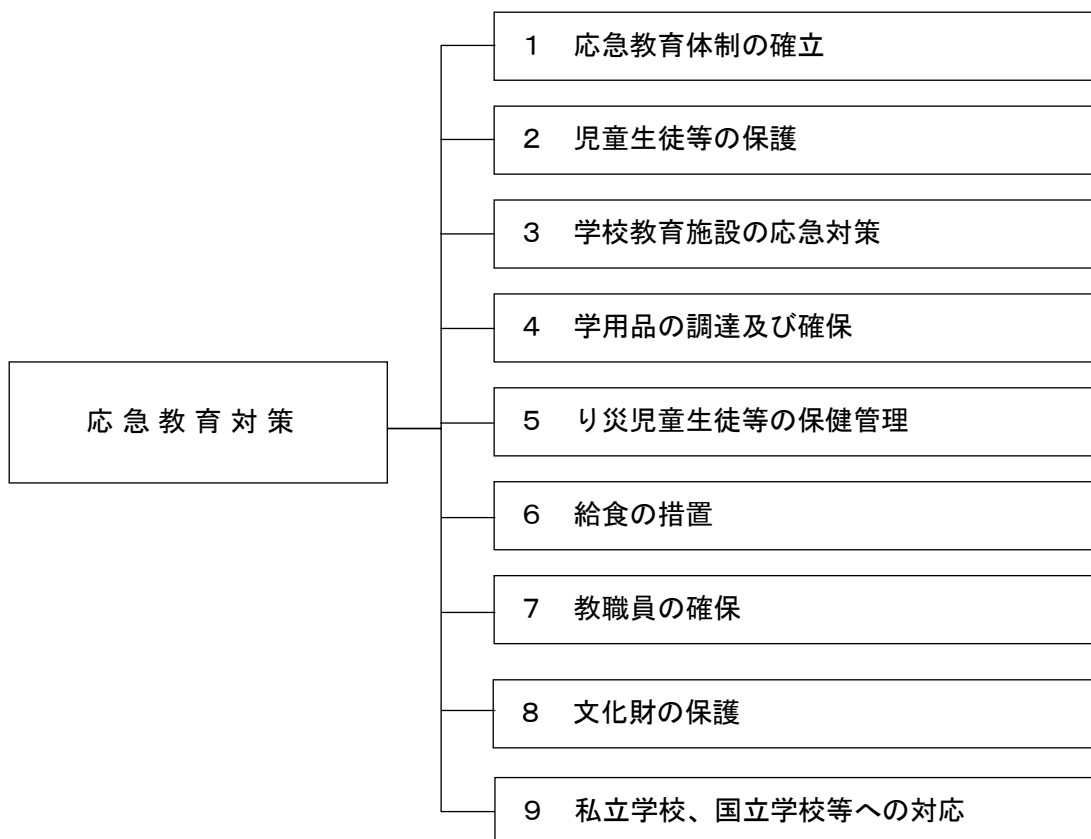 １　応急教育体制の確立
２　児童生徒等の保護
３　学校教育施設の応急対策
４　学用品の調達及び確保
応急教育対策
５　り災児童生徒等の保健管理
６　給食の措置
７　教職員の確保
８　文化財の保護
９　私立学校、国立学校等への対応